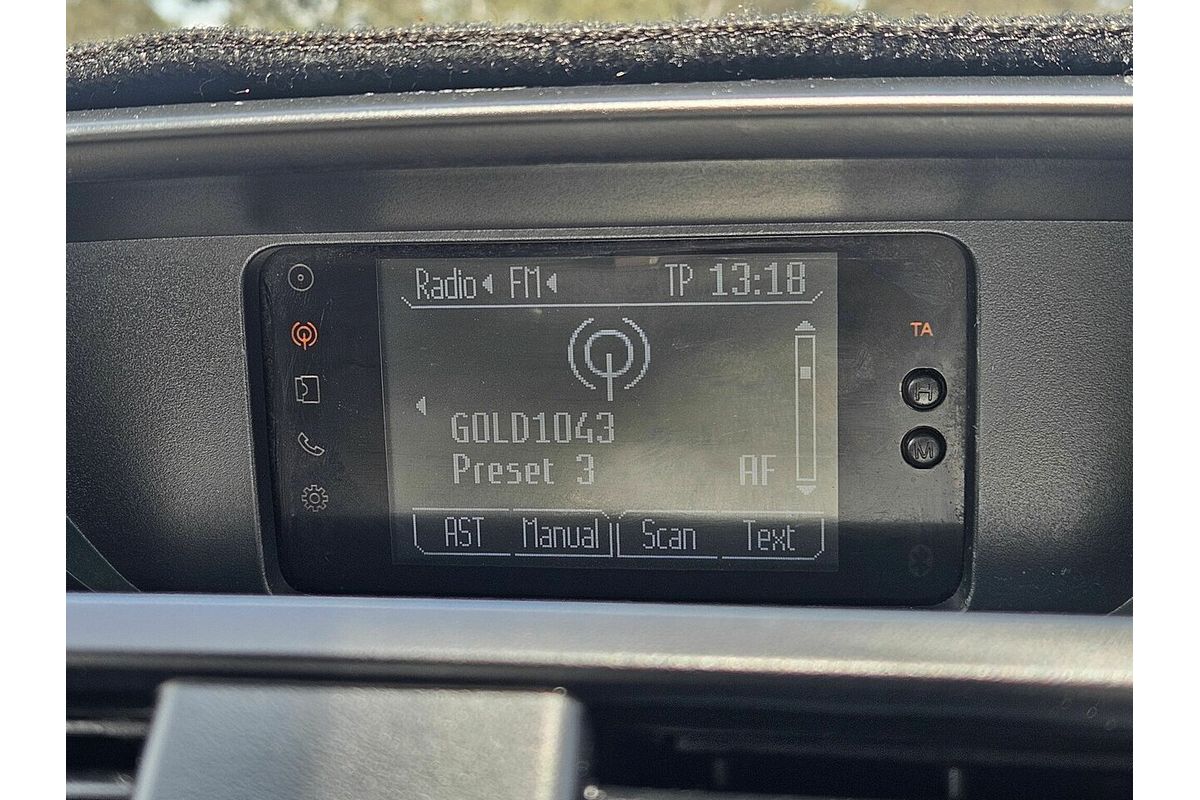 Radio FM TP 13:18
TA
H
GOLD1043
M
Preset 3 AF
AST Manual Scan Text